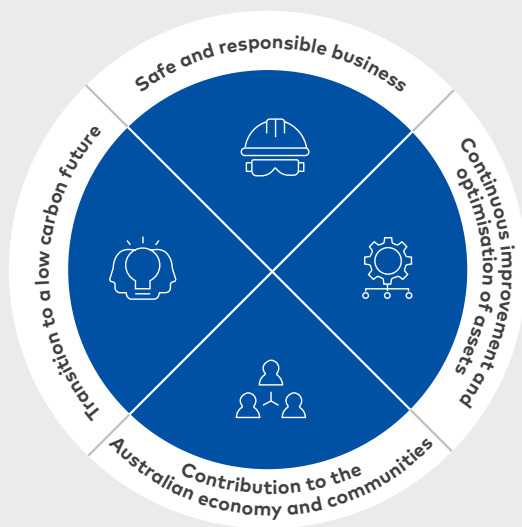 Safe and responsible business
Continuous improvement and
optimisation of assets
Contribution to the
Australian economy and communities
Transition to a low carbon future